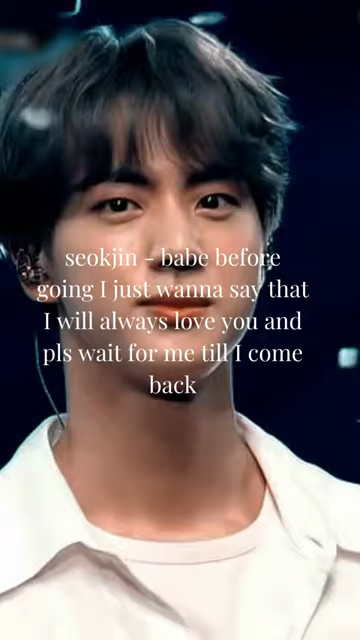 seokjin - babe before
going I just wanna say that
I will always love you and
pls wait for me till I come
back